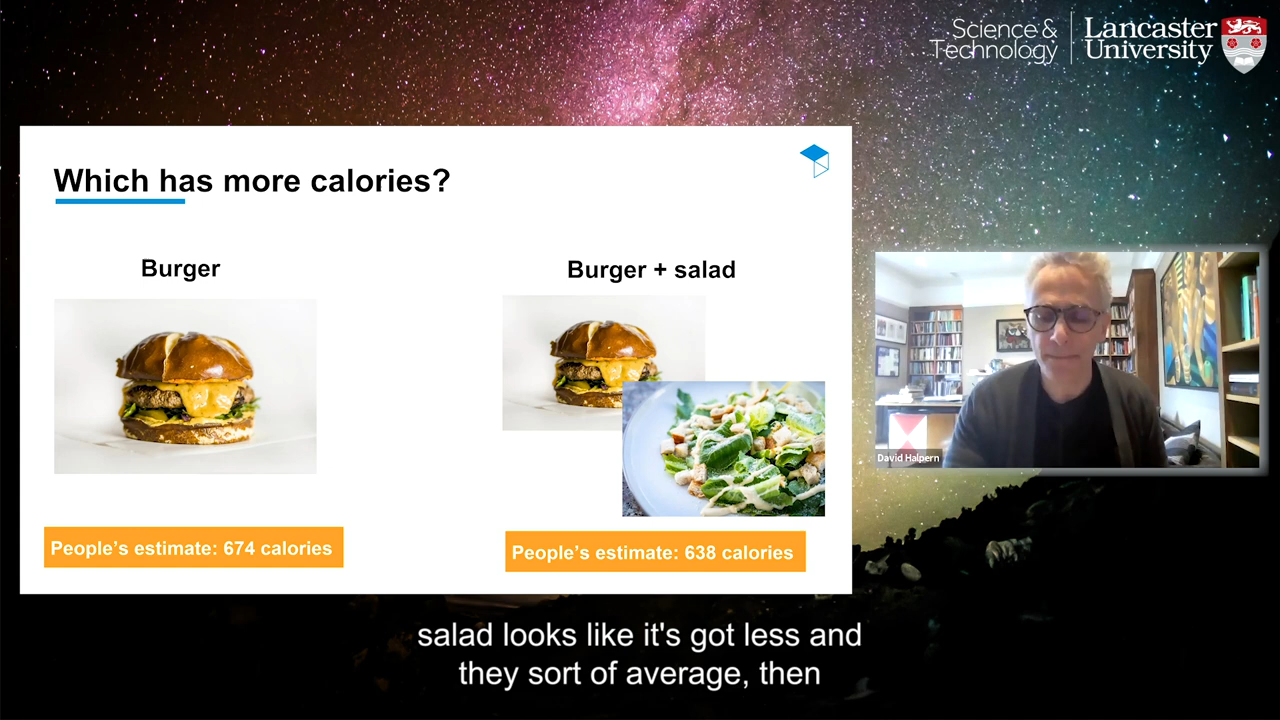 Science &
Technology
Lancaster
University
Which has more calories?
Burger
Burger + salad
People’s estimate: 674 calories
People’s estimate: 638 calories
David Halpern
salad looks like it's got less and
they sort of average, then